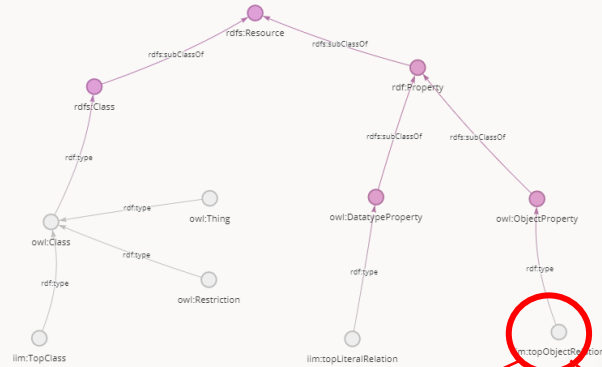 rdfs:Resource
rdfs:subClassOf
rdfs:subClassOf
rdf:Property
rdfs:Class
rdfs:subClassOf
rdfs:subClassOf
rdf:type
rdf:type
owl:Thing
owl:DatatypeProperty
owl:ObjectProperty
owl:Class
rdf:type
rdf:type
rdf:type
rdf:type
owl:Restriction
iim:TopClass
iim:topLiteralRelation